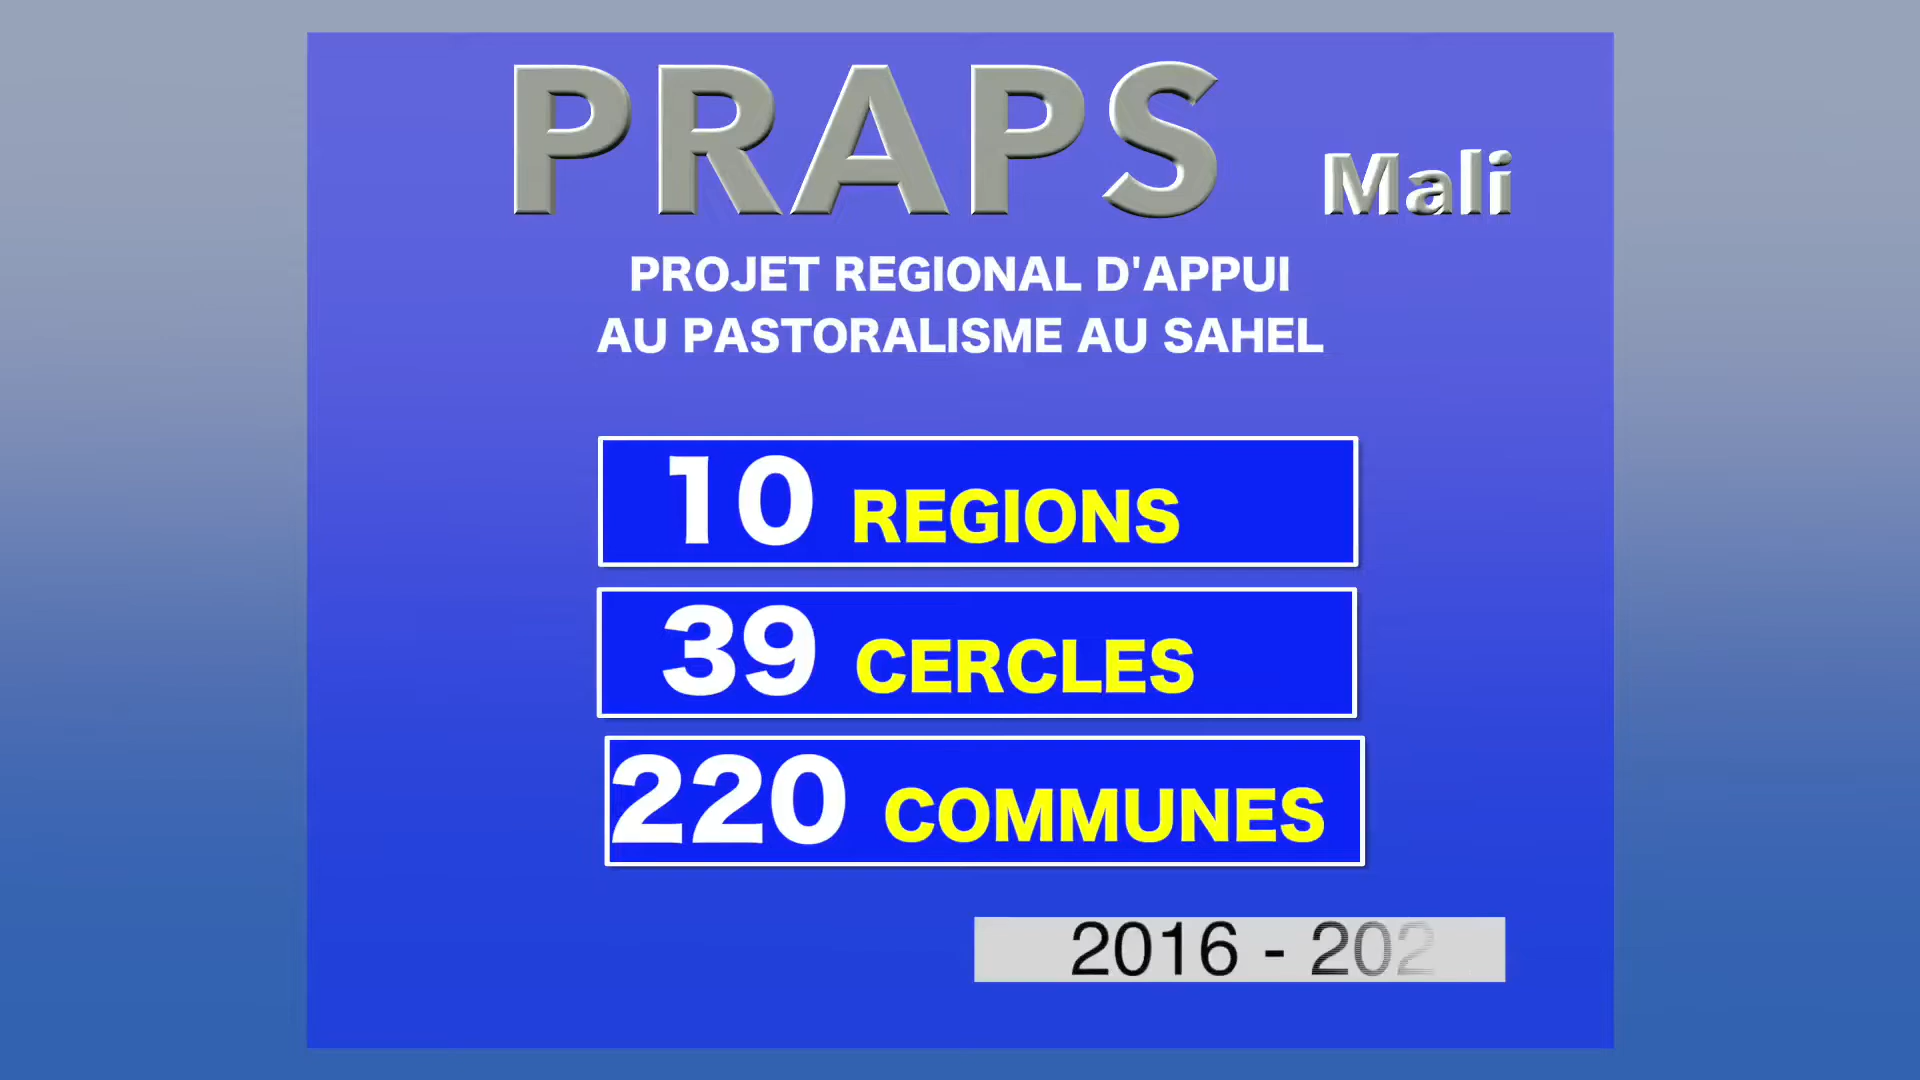 PRAPS Mali
PROJET REGIONAL D'APPUI
AU PASTORALISME AU SAHEL
10 REGIONS
39 CERCLES
220 COMMUNES
2016 - 202